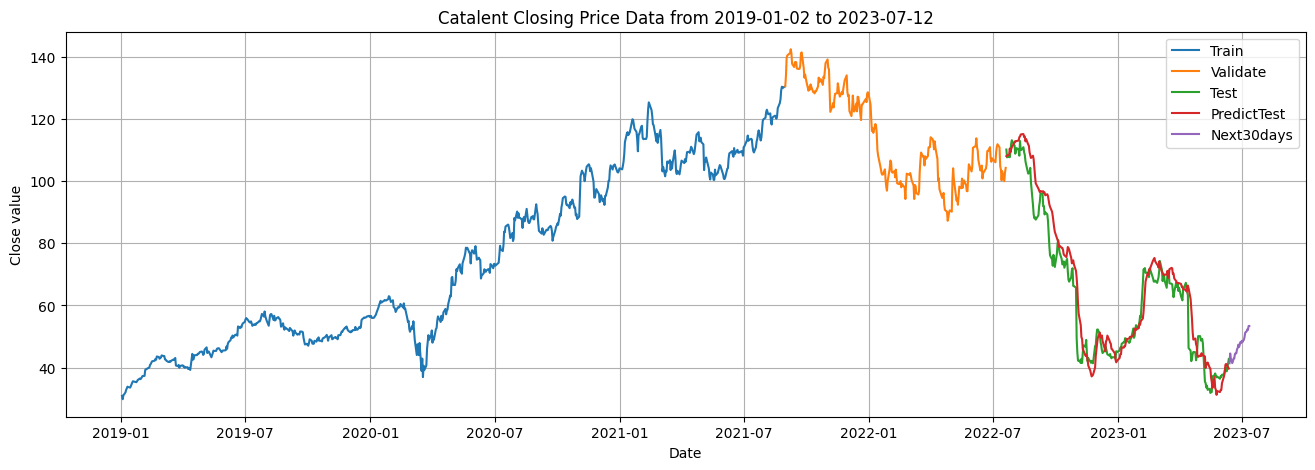 Catalent Closing Price Data from 2019-01-02 to 2023-07-12
Close value
140
120
100
80
60
40
Train
Validate
Test
PredictTest
Next30days
2019-01
2019-07
2020-01
2020-07
2021-01
2021-07
2022-01
2022-07
2023-01
2023-07
Date